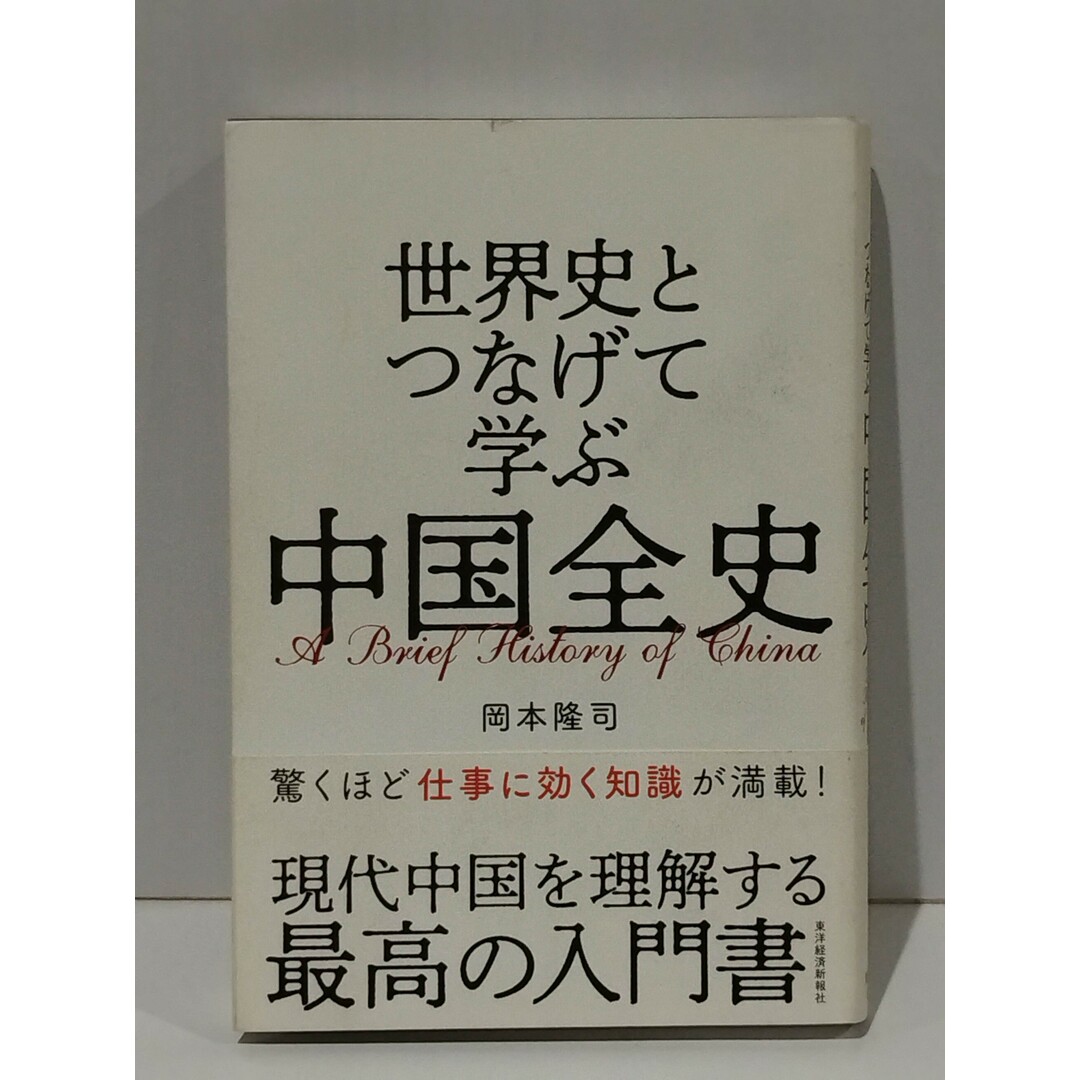 世界史と
つなげて
学ぶ
中国全史
A Brief History of China
岡本隆司
驚くほど仕事に効く知識が満載！
現代中国を理解する
最高の入門書
東洋経済新報社